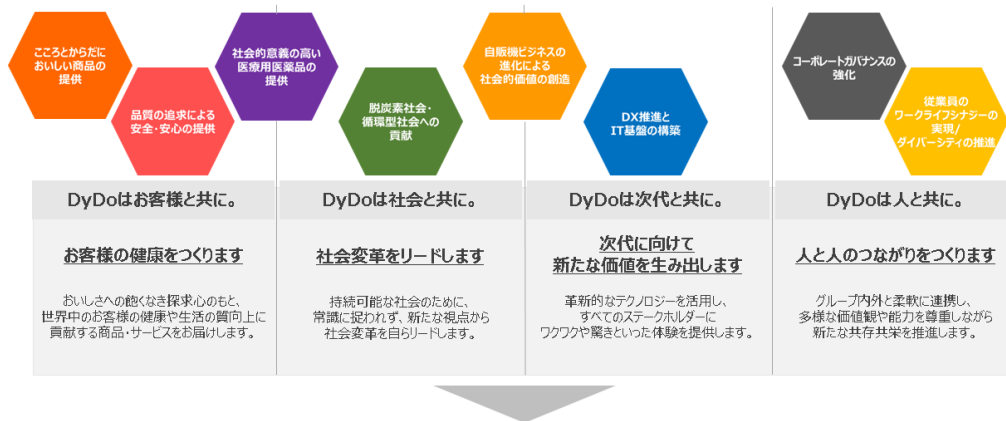 こころとからだに
おいしい商品の
提供
品質の追求による
安全・安心の提供
社会的意義の高い
医療用医薬品の
提供
脱炭素社会・
循環型社会への
貢献
自販機ビジネスの
進化による
社会的価値の創造
DX推進と
IT基盤の構築
コーポレートガバナンスの
強化
従業員の
ワークライフシナジーの
実現/
ダイバーシティの推進
DyDoはお客様と共に。
お客様の健康をつくります
おいしさへの飽くなき探求心のもと、
世界中のお客様の健康や生活の質向上に
貢献する商品・サービスをお届けします。
DyDoは社会と共に。
社会変革をリードします
持続可能な社会のために、
常識に捉われず、新たな視点から
社会変革を自らリードします。
DyDoは次代と共に。
次代に向けて
新たな価値を生み出します
革新的なテクノロジーを活用し、
すべてのステークホルダーに
ワクワクや驚きといった体験を提供します。
DyDoは人と共に。
人と人のつながりをつくります
グループ内外と柔軟に連携し、
多様な価値観や能力を尊重しながら
新たな共存共栄を推進します。